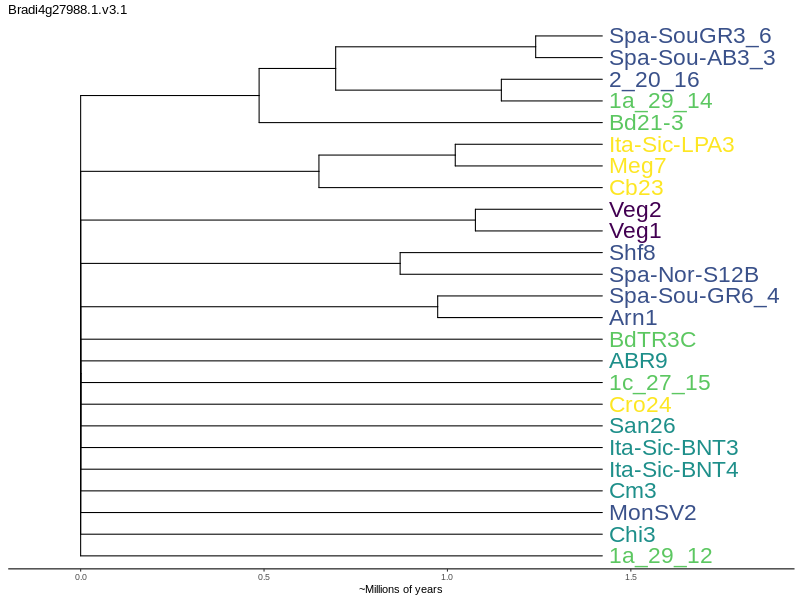 Bradi4g27988.1.v3.1
Spa-SouGR3_6
Spa-Sou-AB3_3
2_20_16
1a_29_14
Bd21-3
Ita-Sic-LPA3
Meg7
Cb23
Veg2
Veg1
Shf8
Spa-Nor-S12B
Spa-Sou-GR6_4
Arn1
BdTR3C
ABR9
1c_27_15
Cro24
San26
Ita-Sic-BNT3
Ita-Sic-BNT4
Cm3
MonSV2
Chi3
1a_29_12
0.0 0.5 1.0 1.5
~Millions of years